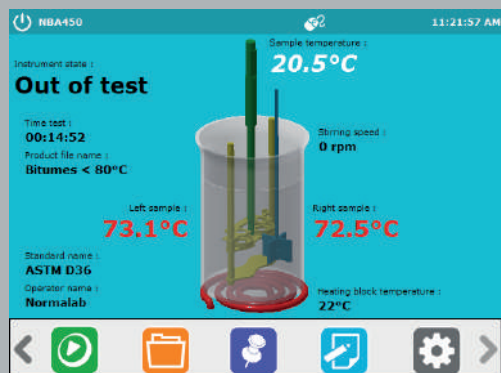 NBA450
11:21:57 AM
Sample temperature :
20.5°C
Instrument state :
Out of test
Time test :
00:14:52
Product file name :
Bitumes < 80°C
Stirring speed :
0 rpm
Left sample :
73.1°C
Right sample :
72.5°C
Standard name :
ASTM D36
Operator name :
Normalab
Heating block temperature :
22°C